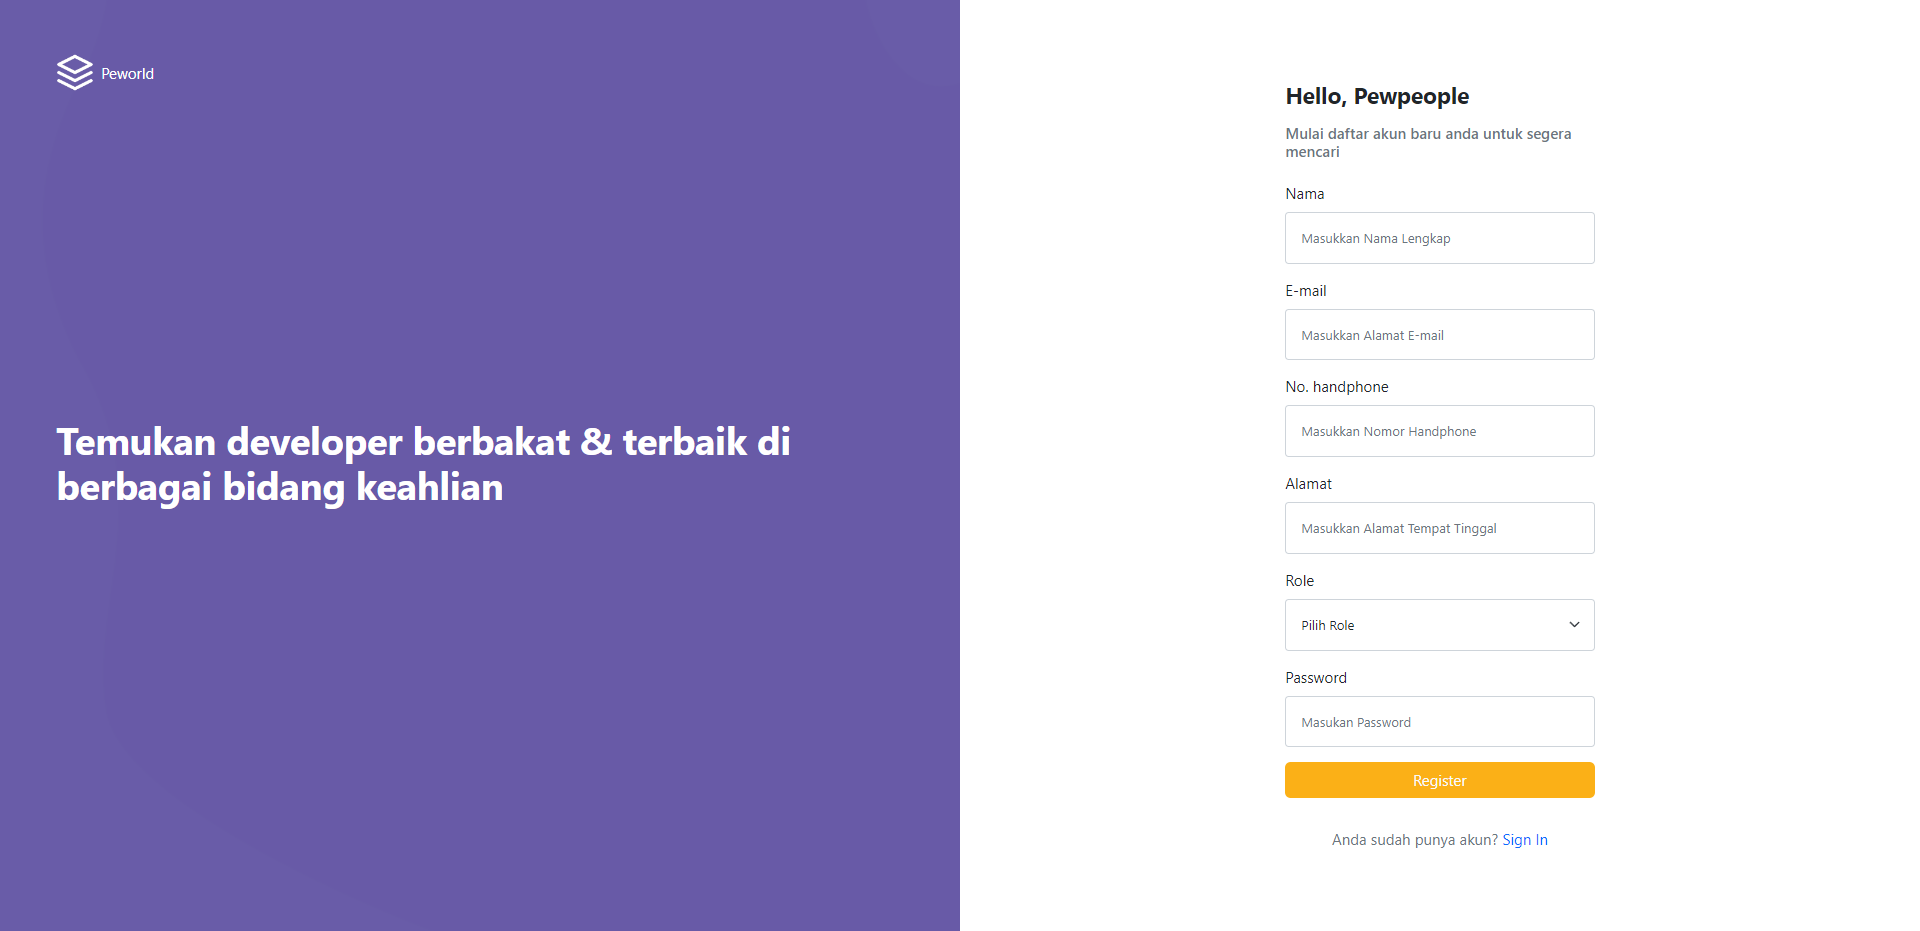 Peworld
Temukan developer berbakat & terbaik di
berbagai bidang keahlian
Hello, Pewpeople
Mulai daftar akun baru anda untuk segera
mencari
Nama
Masukkan Nama Lengkap
E-mail
Masukkan Alamat E-mail
No. handphone
Masukkan Nomor Handphone
Alamat
Masukkan Alamat Tempat Tinggal
Role
Pilih Role
Password
Masukan Password
Register
Anda sudah punya akun? Sign In